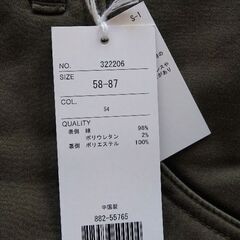 S-1
NO. 322206
SIZE
58-87
COL.
54
QUALITY
表側 綿 98%
ポリウレタン 2%
裏側 ポリエステル 100%
中国製
882-55765